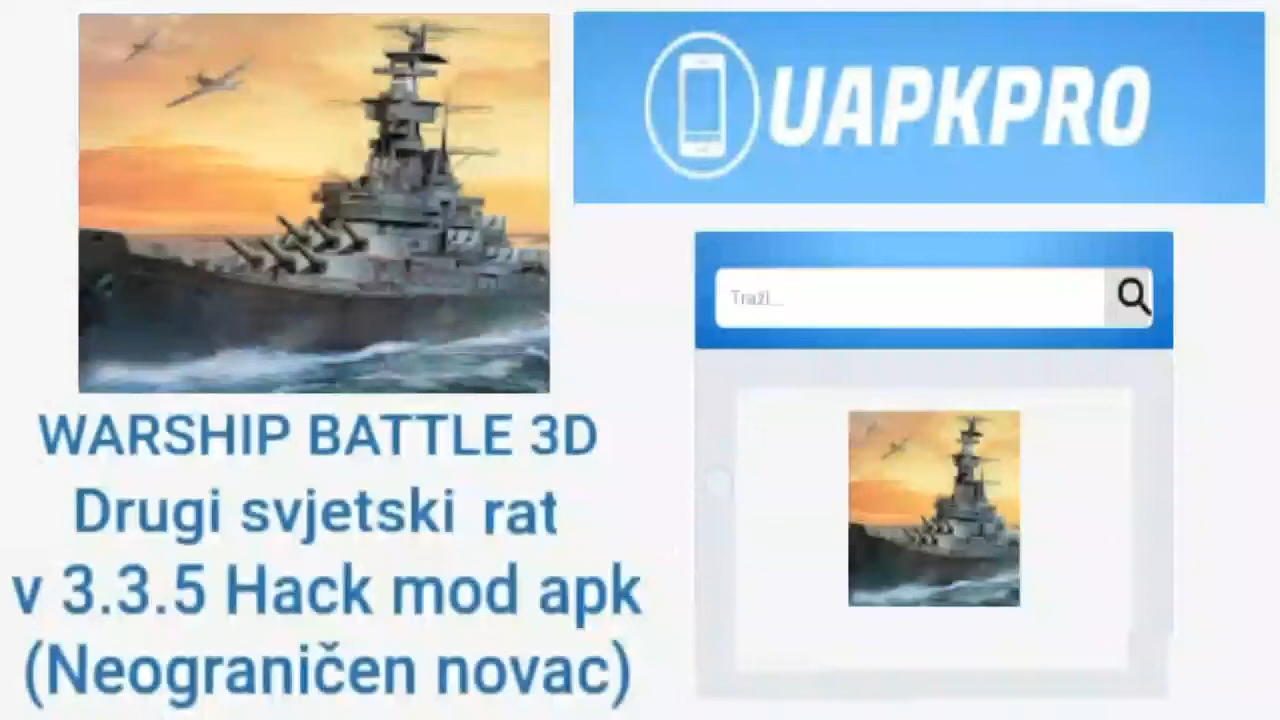 UAPKPRO
Traži...
WARSHIP BATTLE 3D
Drugi svjetski rat
v 3.3.5 Hack mod apk
(Neograničen novac)